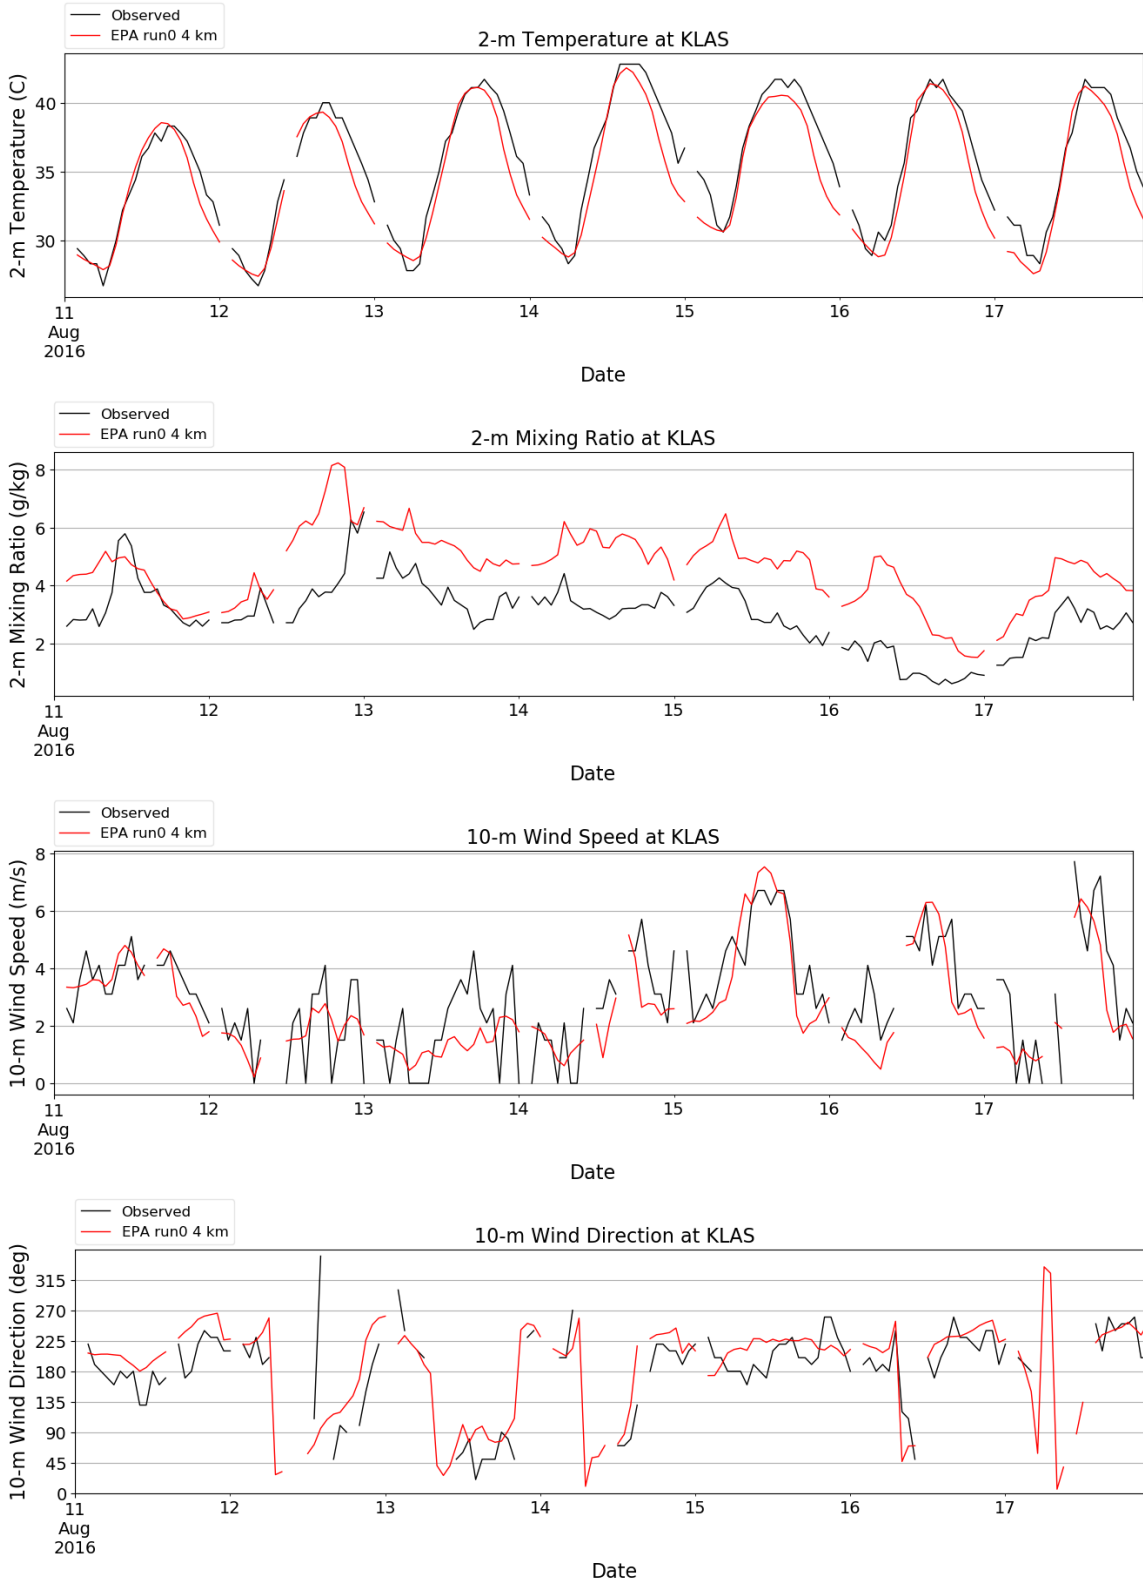 Observed
EPA run0 4 km
2-m Temperature at KLAS
2-m Temperature (C)
40
35
30
11 12 13 14 15 16 17
Aug
2016
Date
Observed
EPA run0 4 km
2-m Mixing Ratio at KLAS
2-m Mixing Ratio (g/kg)
8
6
4
2
11 12 13 14 15 16 17
Aug
2016
Date
Observed
EPA run0 4 km
10-m Wind Speed at KLAS
10-m Wind Speed (m/s)
8
6
4
2
0
11 12 13 14 15 16 17
Aug
2016
Date
Observed
EPA run0 4 km
10-m Wind Direction at KLAS
10-m Wind Direction (deg)
315
270
225
180
135
90
45
0
11 12 13 14 15 16 17
Aug
2016
Date